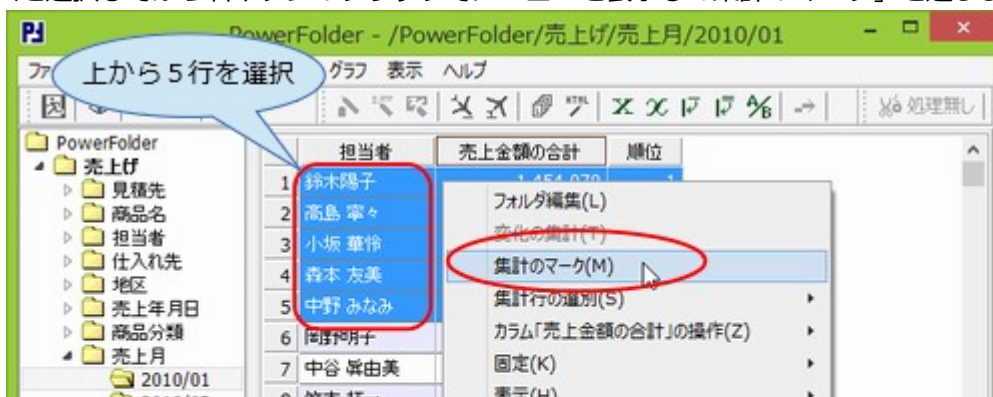 PowerFolder - /PowerFolder/売上げ/売上月/2010/01
上から５行を選択
グラフ 表示 ヘルプ
処理無し
PowerFolder
売上げ
見積先
商品名
担当者
仕入れ先
地区
売上年月日
商品分類
売上月
2010/01
担当者 売上金額の合計 順位
1 鈴木陽子
2 高島 寧々
3 小坂 華怜
4 森本 友美
5 中野 みなみ
6
7 中谷 眞由美
フォルダ編集(L)
変化の集計(T)
集計のマーク(M)
集計行の選別(S)
カラム「売上金額の合計」の操作(Z)
固定(K)
表示(H)